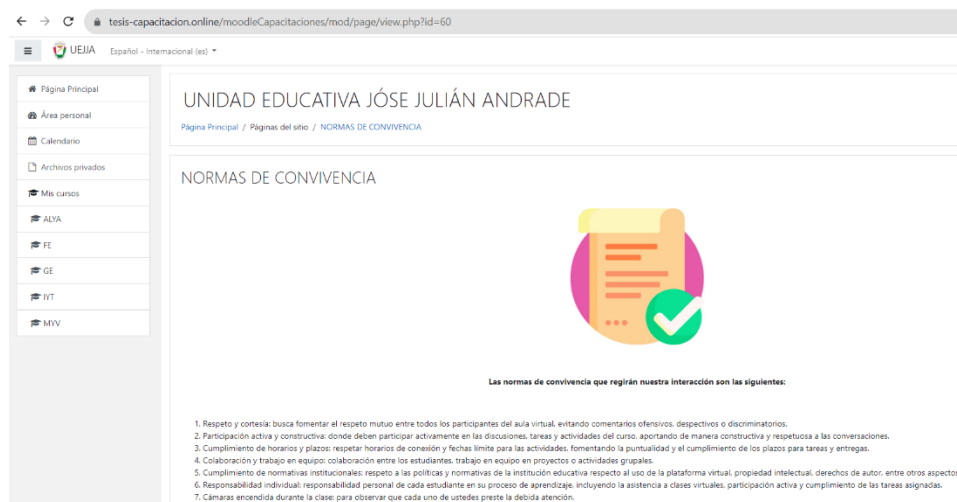 tesis-capacitacion.online/moodleCapacitaciones/mod/page/view.php?id=60
UEJJA Español - Internacional (es)
Página Principal
Área personal
Calendario
Archivos privados
Mis cursos
ALYA
FE
GE
IYT
MYV
UNIDAD EDUCATIVA JÓSE JULIÁN ANDRADE
Página Principal / Páginas del sitio / NORMAS DE CONVIVENCIA
NORMAS DE CONVIVENCIA
Las normas de convivencia que regirán nuestra interacción son las siguientes:
1. Respeto y cortesía: busca fomentar el respeto mutuo entre todos los participantes del aula virtual, evitando comentarios ofensivos, despectivos o discriminatorios.
2. Participación activa y constructiva: donde deben participar activamente en las discusiones, tareas y actividades del curso, aportando de manera constructiva y respetuosa a las conversaciones.
3. Cumplimiento de horarios y plazos: respetar horarios de conexión y fechas límite para las actividades, fomentando la puntualidad y el cumplimiento de los plazos para tareas y entregas.
4. Colaboración y trabajo en equipo: colaboración entre los estudiantes, trabajo en equipo en proyectos o actividades grupales.
5. Cumplimiento de normativas institucionales: respeto a las políticas y normativas de la institución educativa respecto al uso de la plataforma virtual, propiedad intelectual, derechos de autor, entre otros aspectos
6. Responsabilidad individual: responsabilidad personal de cada estudiante en su proceso de aprendizaje, incluyendo la asistencia a clases virtuales, participación activa y cumplimiento de las tareas asignadas.
7. Cámaras encendida durante la clase: para observar que cada uno de ustedes preste la debida atención.